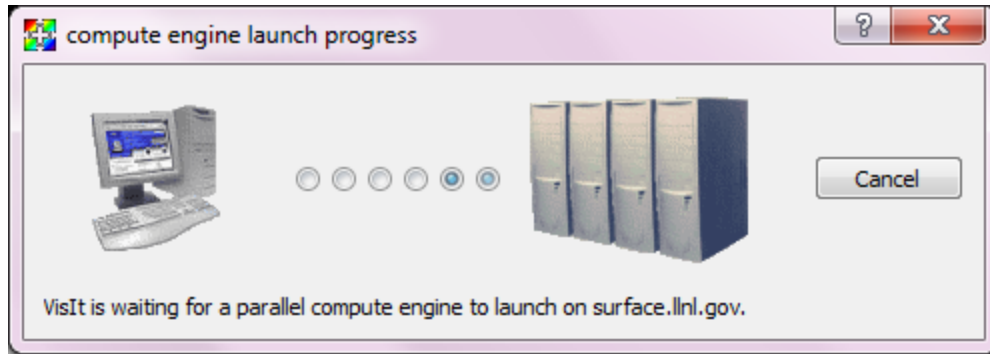 compute engine launch progress
Cancel
VisIt is waiting for a parallel compute engine to launch on surface.llnl.gov.